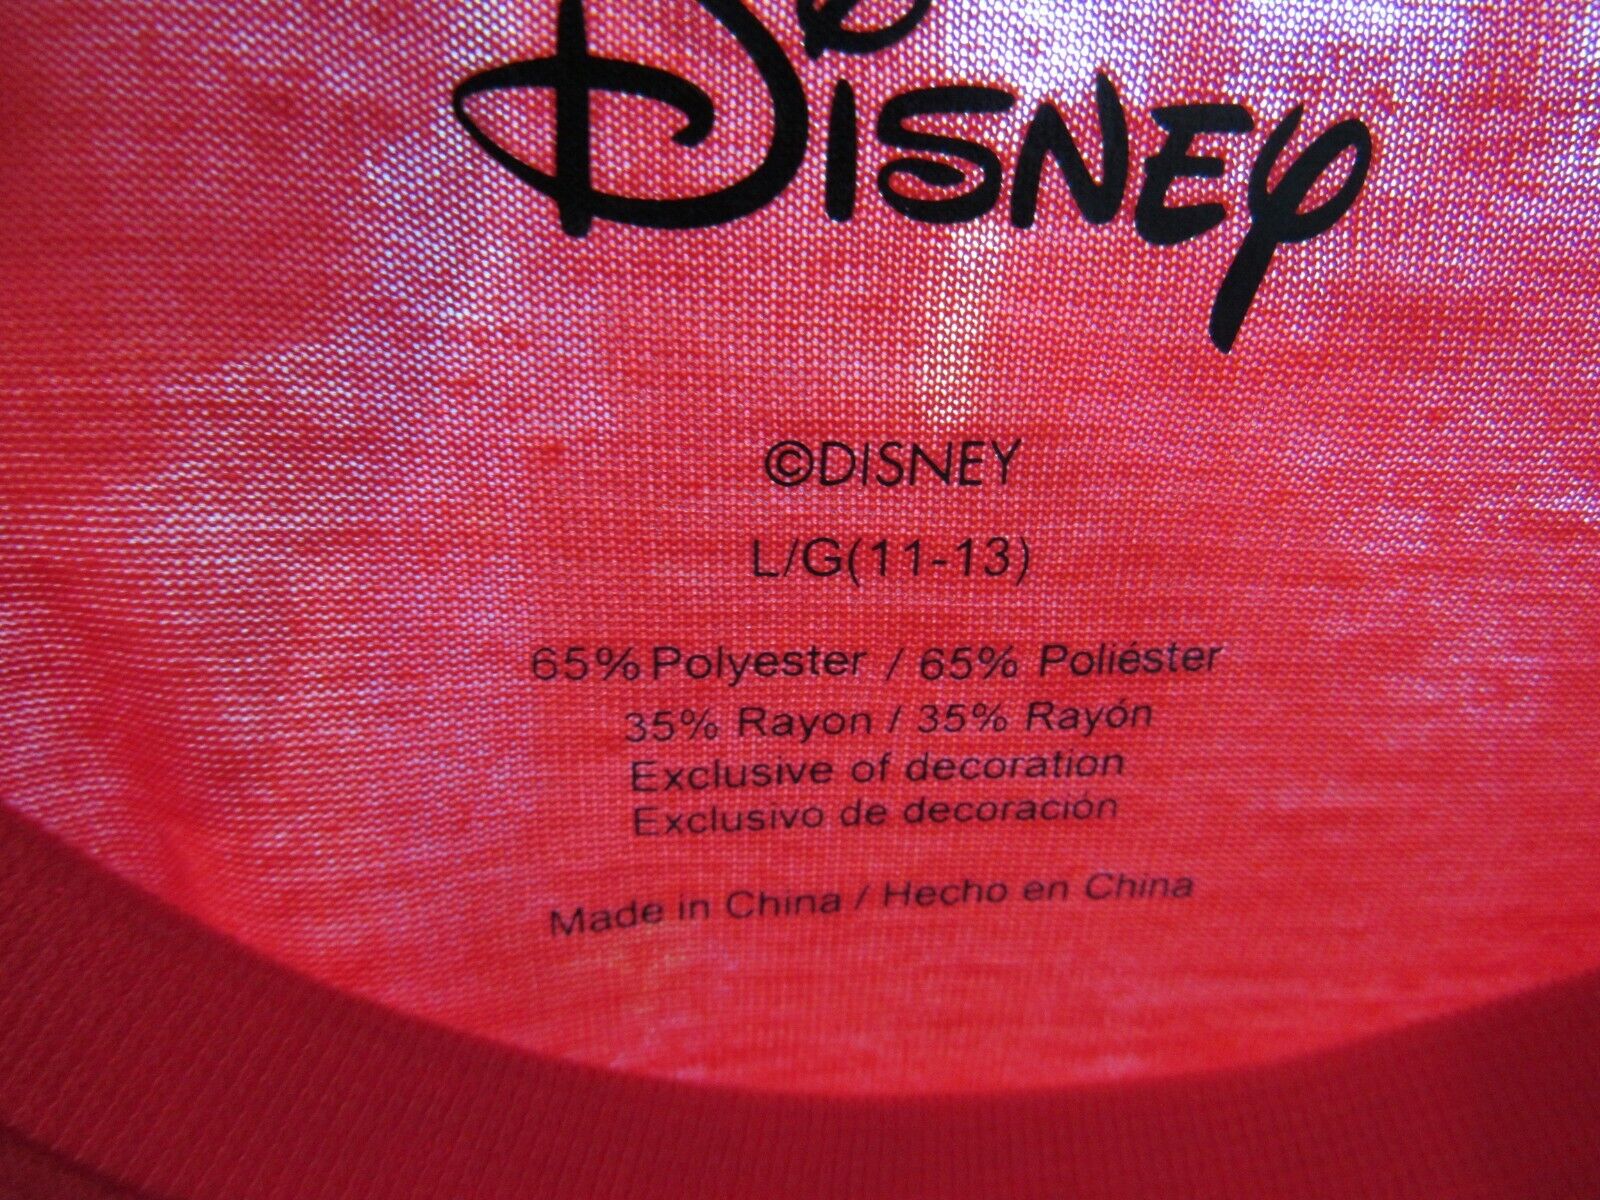 DISNEY
©DISNEY
L/G(11-13)
65% Polyester / 65% Poliéster
35% Rayon / 35% Rayón
Exclusive of decoration
Exclusivo de decoración
Made in China / Hecho en China